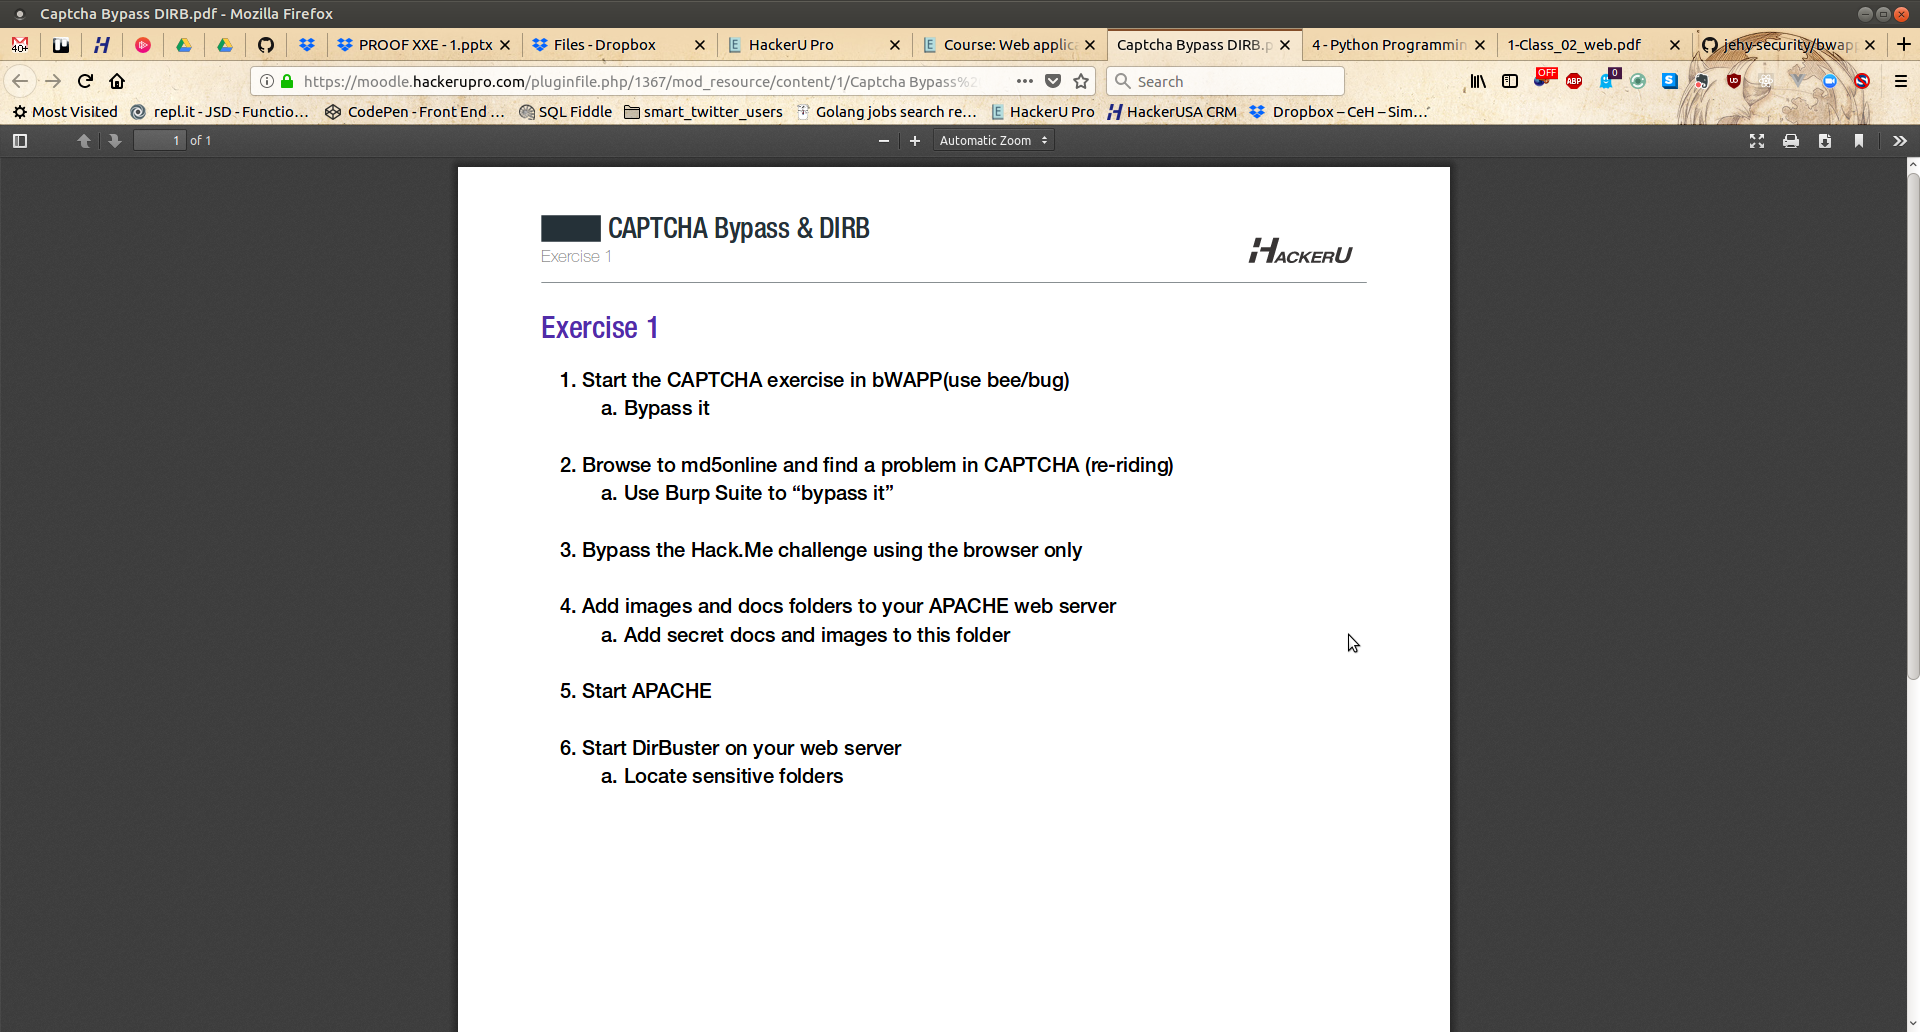 Captcha Bypass DIRB.pdf - Mozilla Firefox
40+
PROOF XXE - 1.pptx
Files - Dropbox
HackerU Pro
Course: Web applica
Captcha Bypass DIRB.p
4 - Python Programmin
1-Class_02_web.pdf
jehy-security/bwapp
https://moodle.hackerupro.com/pluginfile.php/1367/mod_resource/content/1/Captcha Bypass%2
Search
OFF
ABP
0
Most Visited
repl.it - JSD - Functio…
CodePen - Front End …
SQL Fiddle
smart_twitter_users
Golang jobs search re…
HackerU Pro
HackerUSA CRM
Dropbox – CeH – Sim…
1 of 1
Automatic Zoom
CAPTCHA Bypass & DIRB
Exercise 1
HACKERU
Exercise 1
1. Start the CAPTCHA exercise in bWAPP(use bee/bug)
a. Bypass it
2. Browse to md5online and find a problem in CAPTCHA (re-riding)
a. Use Burp Suite to “bypass it”
3. Bypass the Hack.Me challenge using the browser only
4. Add images and docs folders to your APACHE web server
a. Add secret docs and images to this folder
5. Start APACHE
6. Start DirBuster on your web server
a. Locate sensitive folders